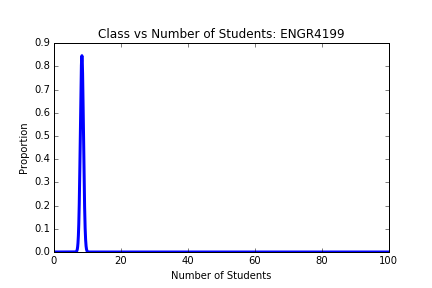 Class vs Number of Students: ENGR4199
0.9
0.8
0.7
0.6
0.5
0.4
0.3
0.2
0.1
0.0
Proportion
0 20 40 60 80 100
Number of Students